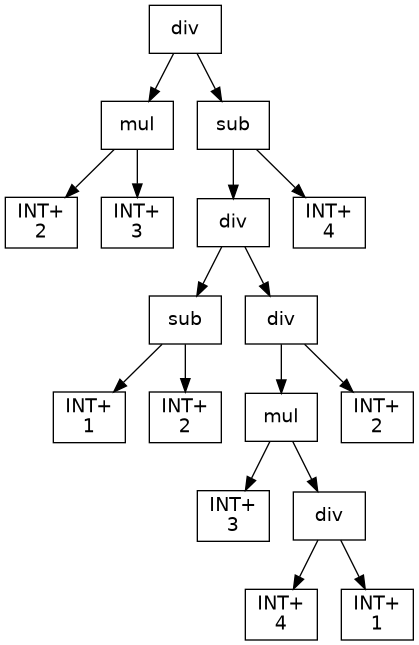 div
mul
sub
INT+
2
INT+
3
div
INT+
4
sub
div
INT+
1
INT+
2
mul
INT+
2
INT+
3
div
INT+
4
INT+
1